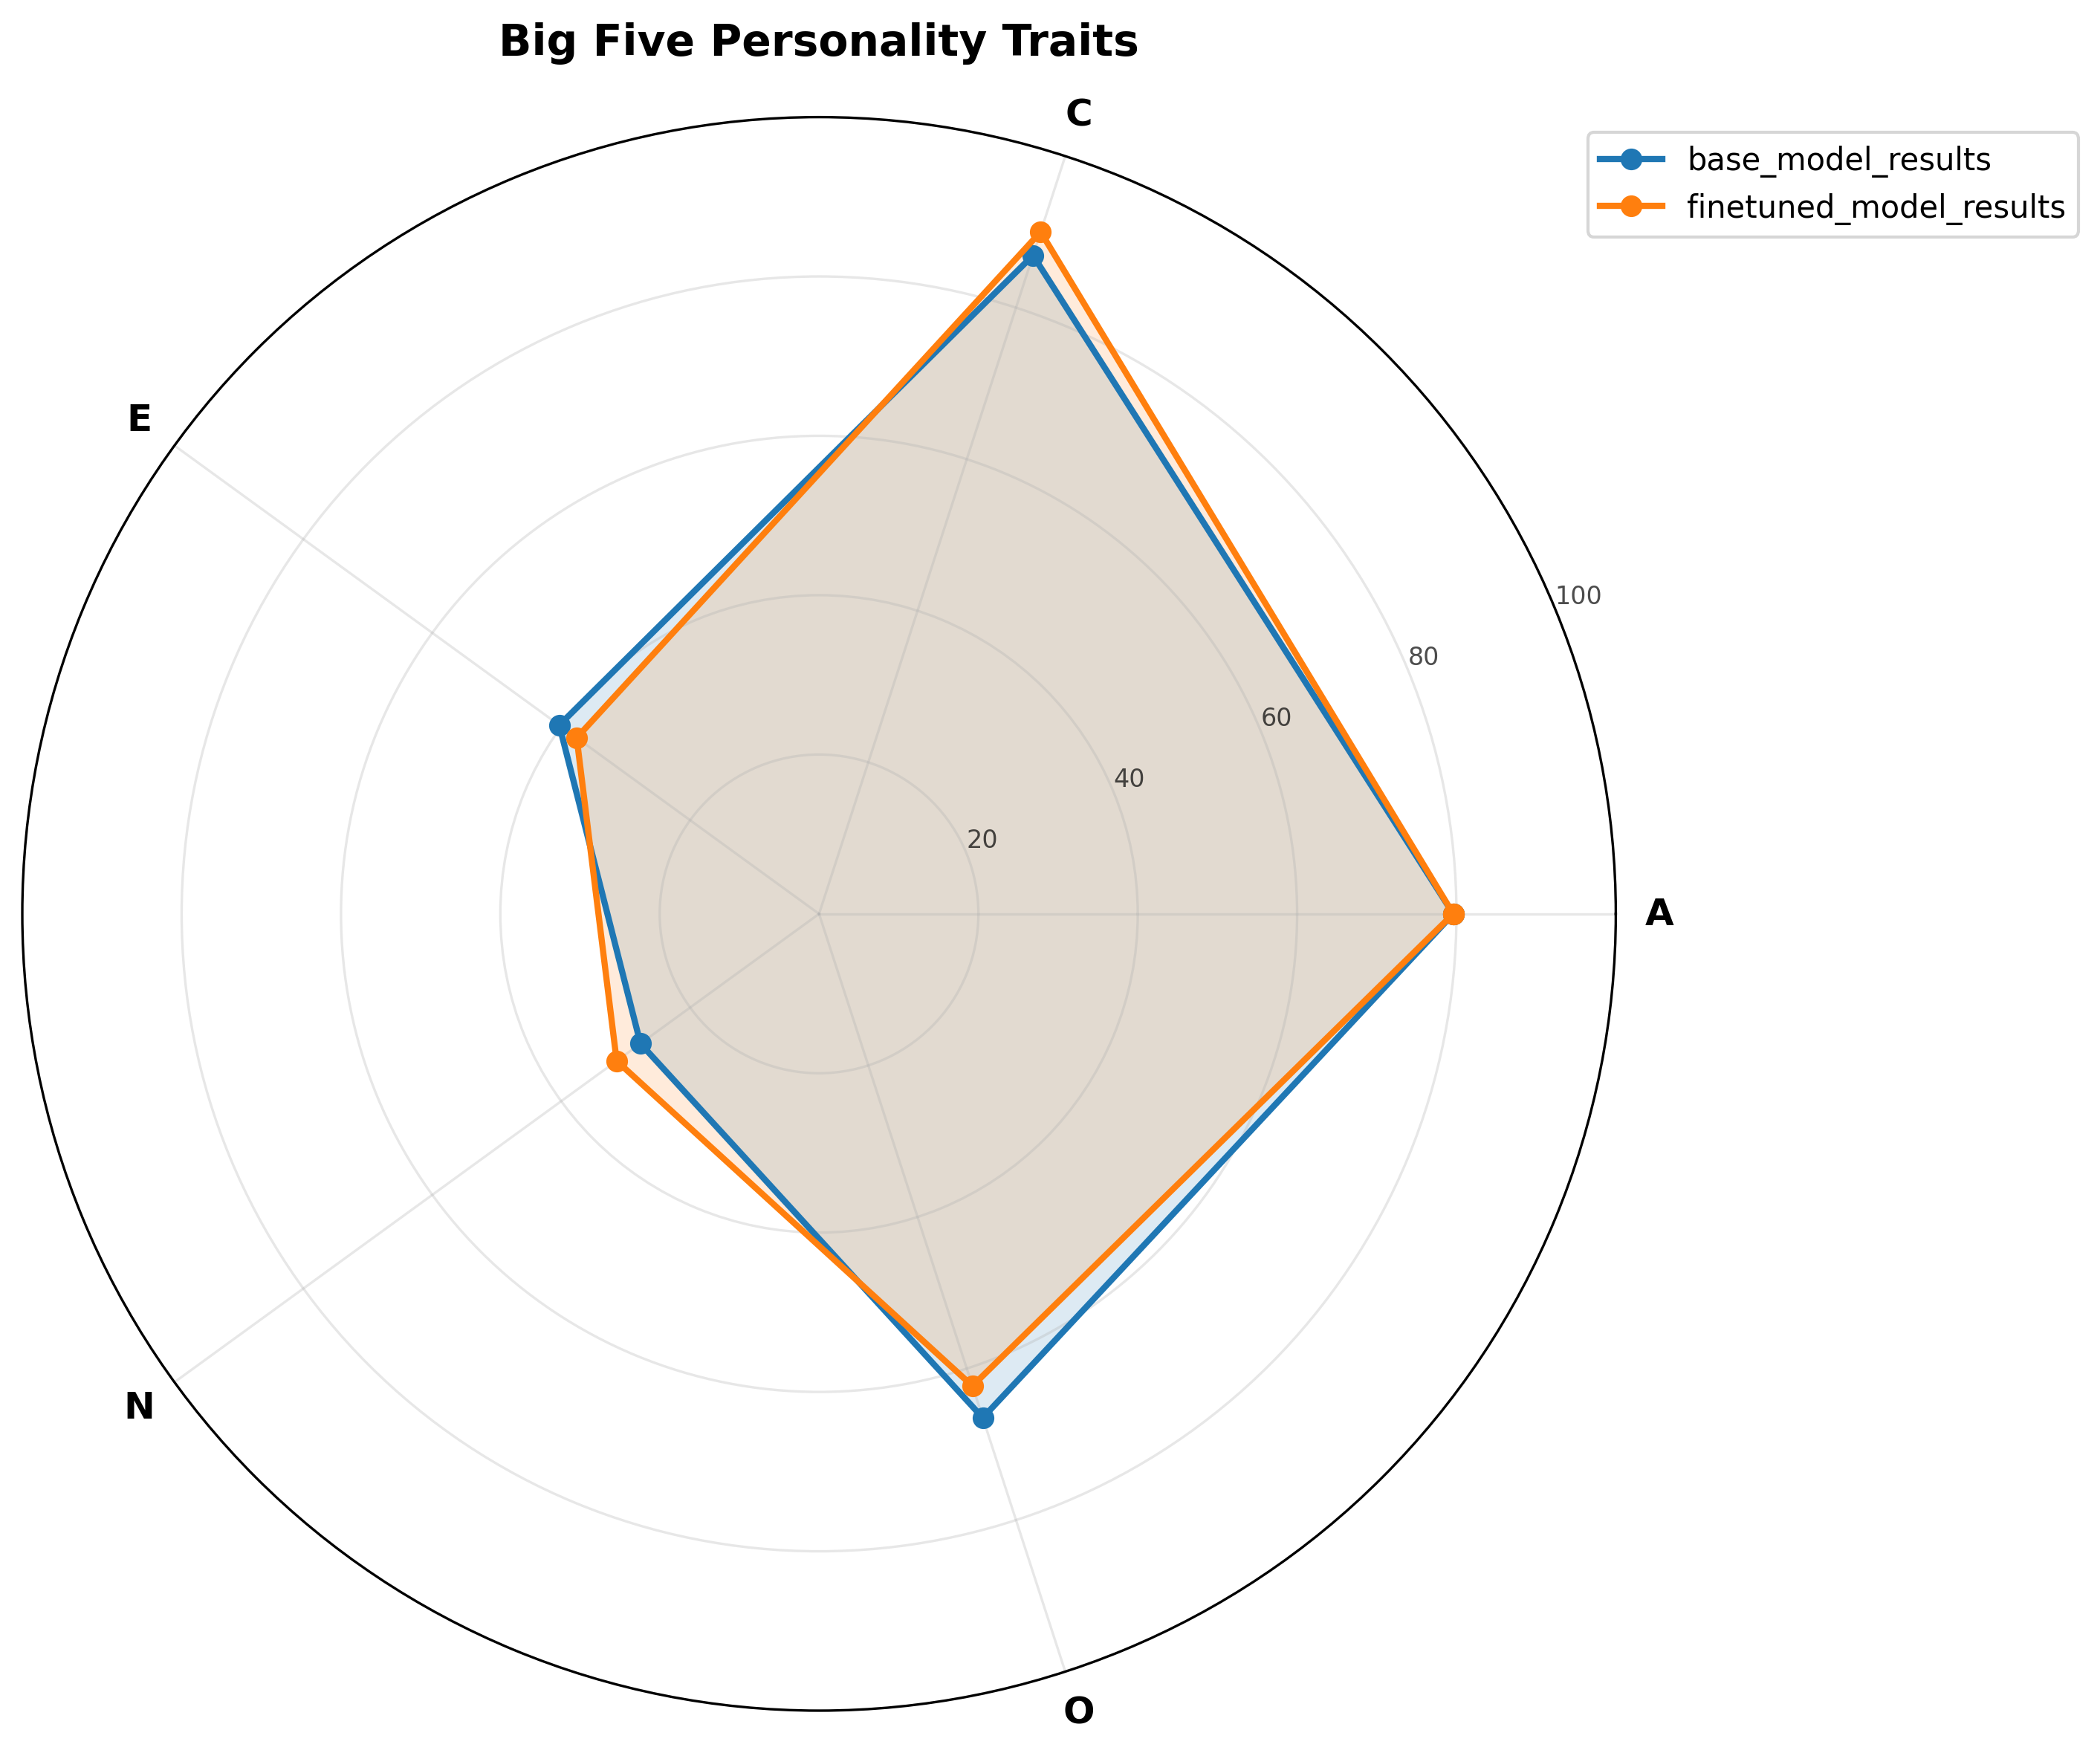 Big Five Personality Traits
C
base_model_results
finetuned_model_results
E
100
80
60
40
20
A
N
O